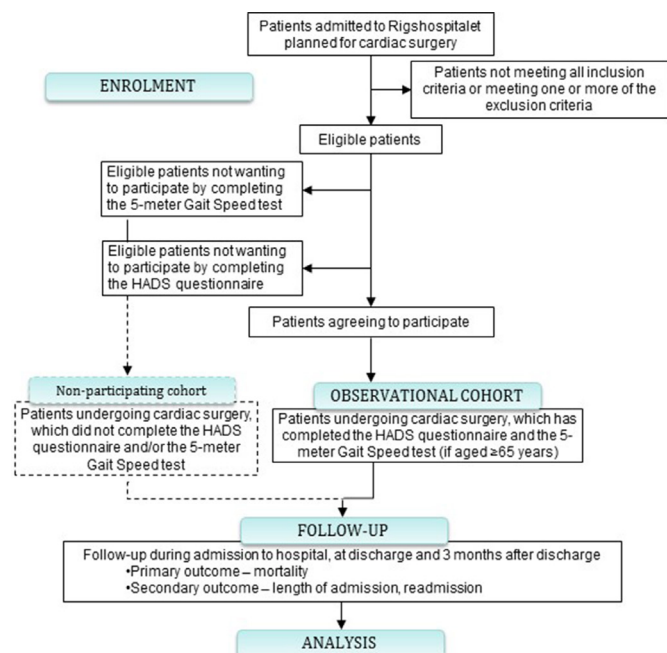 Patients admitted to Rigshospitalet
planned for cardiac surgery
ENROLMENT
Patients not meeting all inclusion
criteria or meeting one or more of the
exclusion criteria
Eligible patients
Eligible patients not wanting
to participate by completing
the 5-meter Gait Speed test
Eligible patients not wanting
to participate by completing
the HADS questionnaire
Patients agreeing to participate
Non-participating cohort
Patients undergoing cardiac surgery,
which did not complete the HADS
questionnaire and/or the 5-meter
Gait Speed test
OBSERVATIONAL COHORT
Patients undergoing cardiac surgery, which has
completed the HADS questionnaire and the 5-
meter Gait Speed test (if aged ≥65 years)
FOLLOW-UP
Follow-up during admission to hospital, at discharge and 3 months after discharge
•Primary outcome – mortality
•Secondary outcome – length of admission, readmission
ANALYSIS